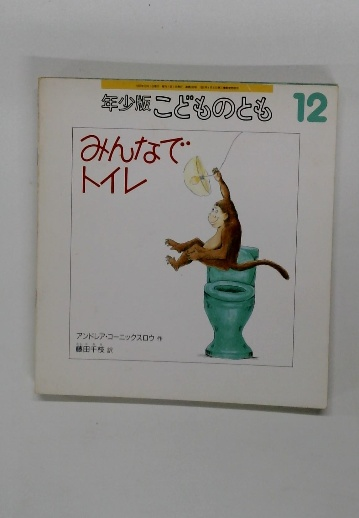 年少版 こどものとも 12
みんなで
トイレ
アンドレア・コーニックスロウ 作
藤田千枝 訳